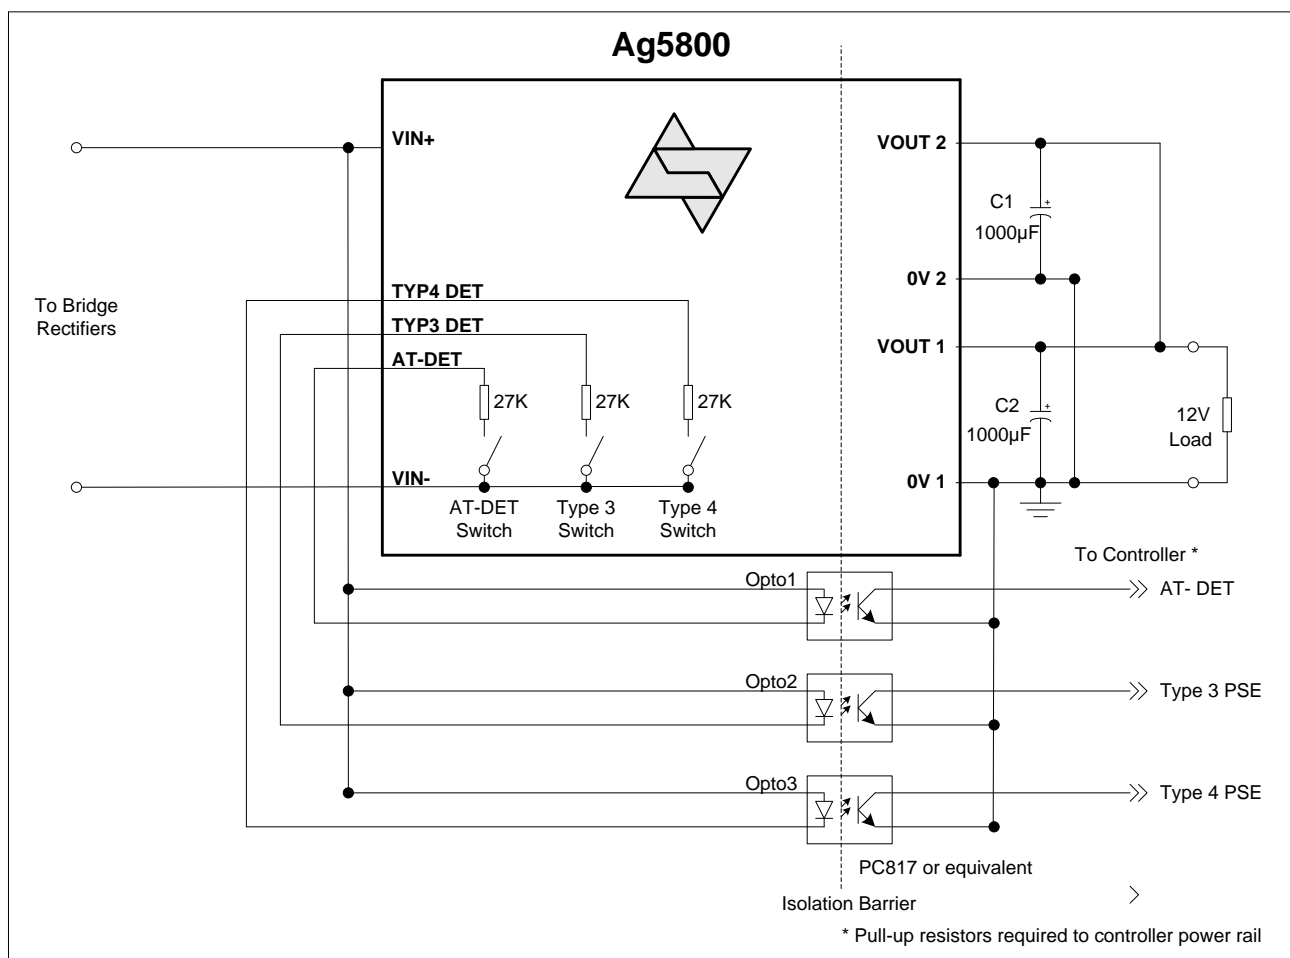 Ag5800
VIN+
VOUT 2
C1
1000µF
0V 2
TYP4 DET
TYP3 DET
AT-DET
To Bridge
Rectifiers
VOUT 1
27K
27K
27K
C2
1000µF
12V
Load
VIN-
0V 1
AT-DET
Switch
Type 3
Switch
Type 4
Switch
To Controller *
Opto1
AT- DET
Opto2
Type 3 PSE
Opto3
Type 4 PSE
PC817 or equivalent
Isolation Barrier
* Pull-up resistors required to controller power rail